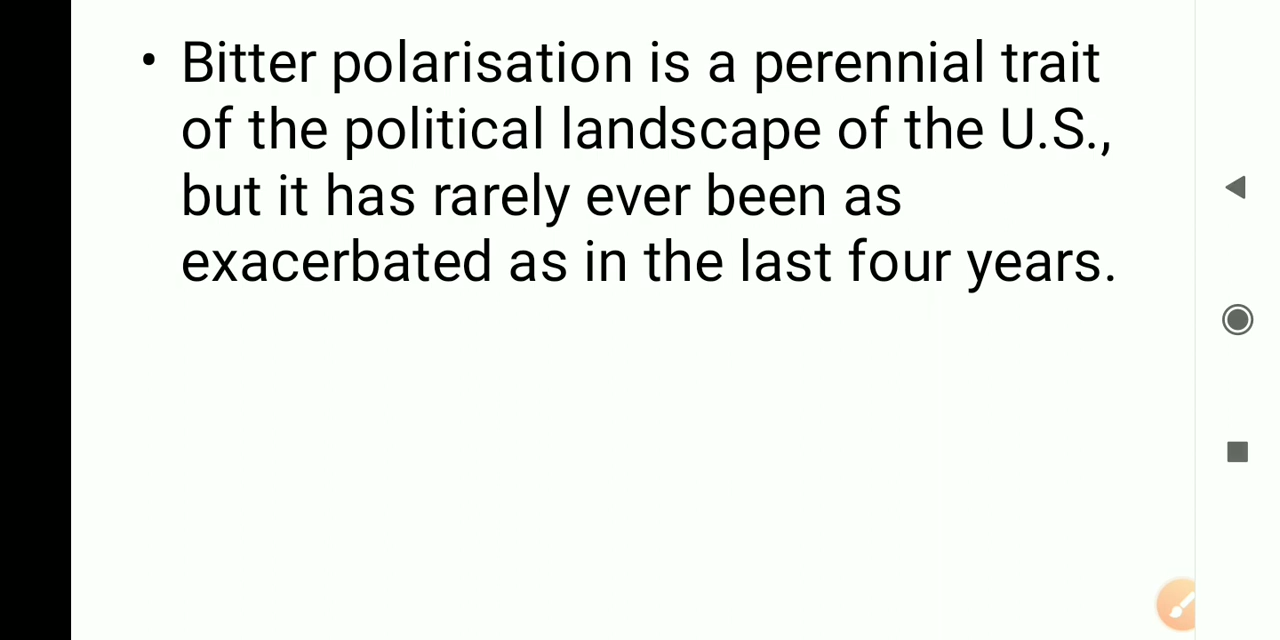 • Bitter polarisation is a perennial trait
of the political landscape of the U.S.,
but it has rarely ever been as
exacerbated as in the last four years.